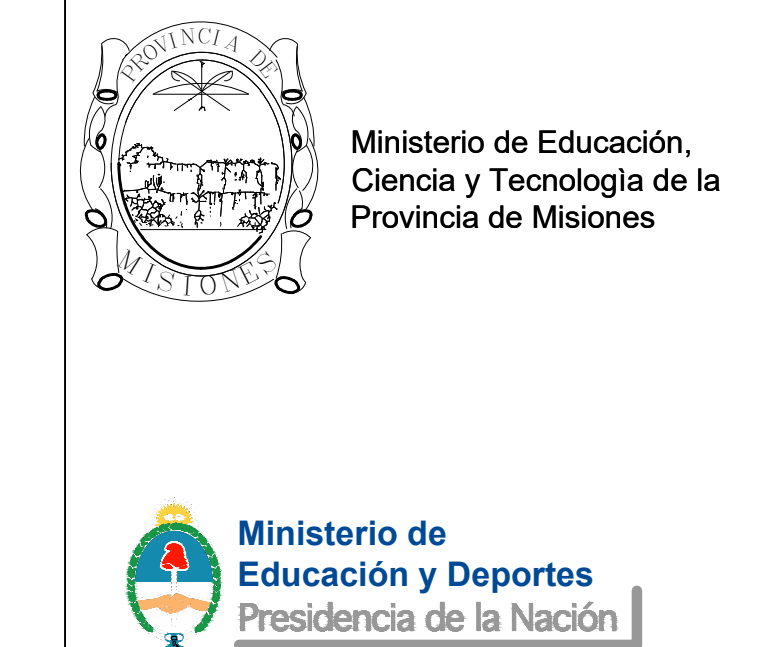 PROVINCIA DE
MISIONES
Ministerio de Educación,
Ciencia y Tecnologìa de la
Provincia de Misiones
Ministerio de
Educación y Deportes
Presidencia de la Nación